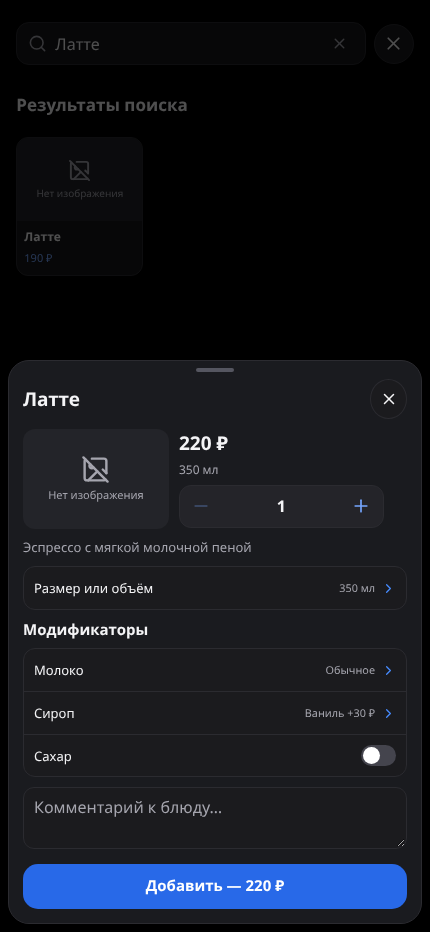 Латте
Результаты поиска
Нет изображения
Латте
190 ₽
Латте
Нет изображения
220 ₽
350 мл
1
Эспрессо с мягкой молочной пеной
Размер или объём 350 мл
Модификаторы
Молоко Обычное
Сироп Ваниль +30 ₽
Сахар
Комментарий к блюду...
Добавить — 220 ₽